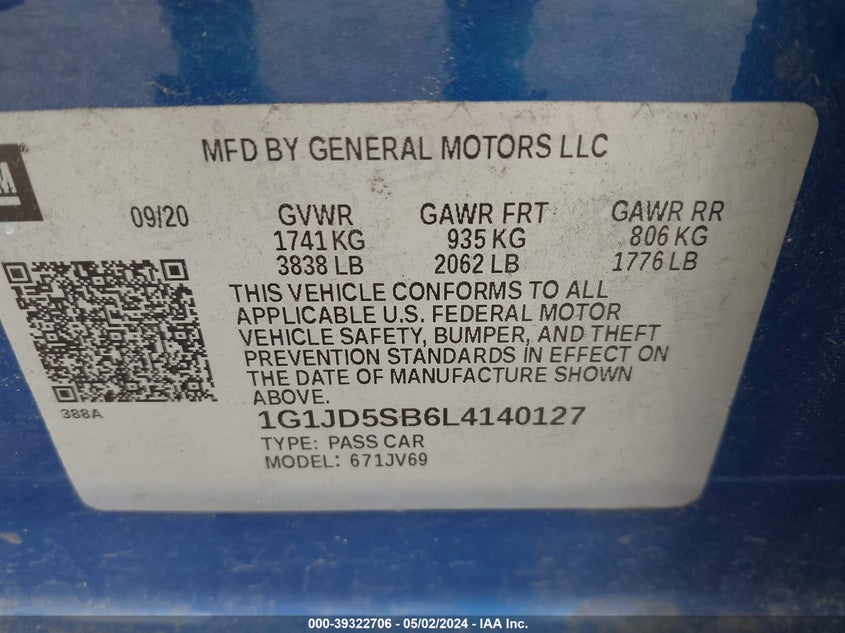 MFD BY GENERAL MOTORS LLC
®
M
09/20 GVWR GAWR FRT GAWR RR
1741 KG 935 KG 806 KG
3838 LB 2062 LB 1776 LB
THIS VEHICLE CONFORMS TO ALL
APPLICABLE U.S. FEDERAL MOTOR
VEHICLE SAFETY, BUMPER, AND THEFT
PREVENTION STANDARDS IN EFFECT ON
THE DATE OF MANUFACTURE SHOWN
ABOVE.
388A
1G1JD5SB6L4140127
TYPE: PASS CAR
MODEL: 671JV69
000-39322706 - 05/02/2024 - IAA Inc.